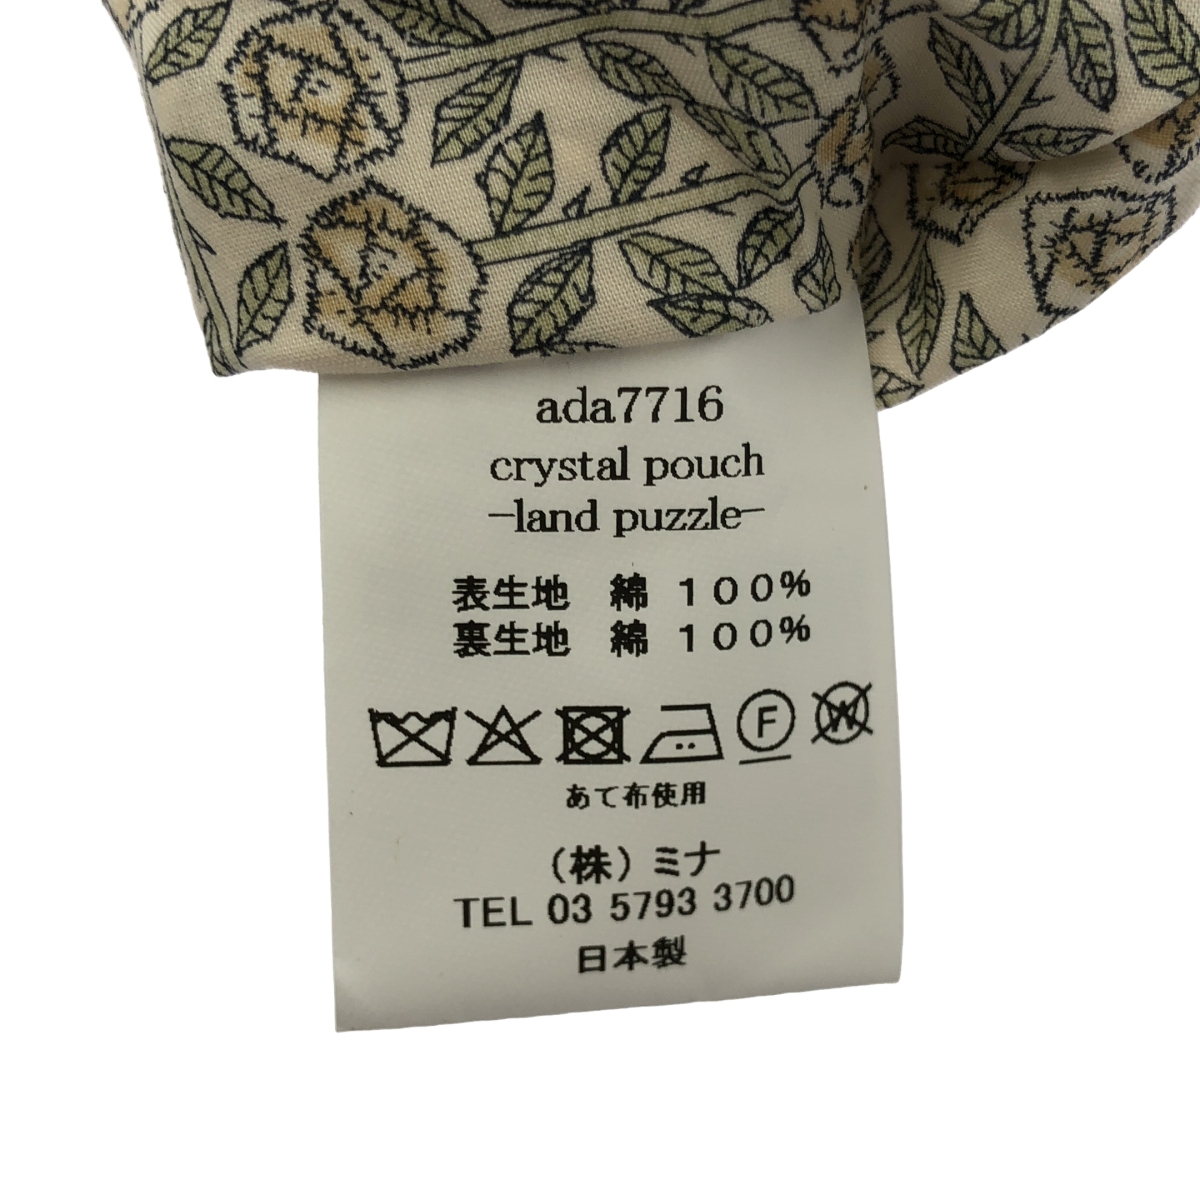 ada7716
crystal pouch
-land puzzle-
表生地　綿 １００％
裏生地　綿 １００％
F W
あて布使用
（株）ミナ
TEL 03 5793 3700
日本製